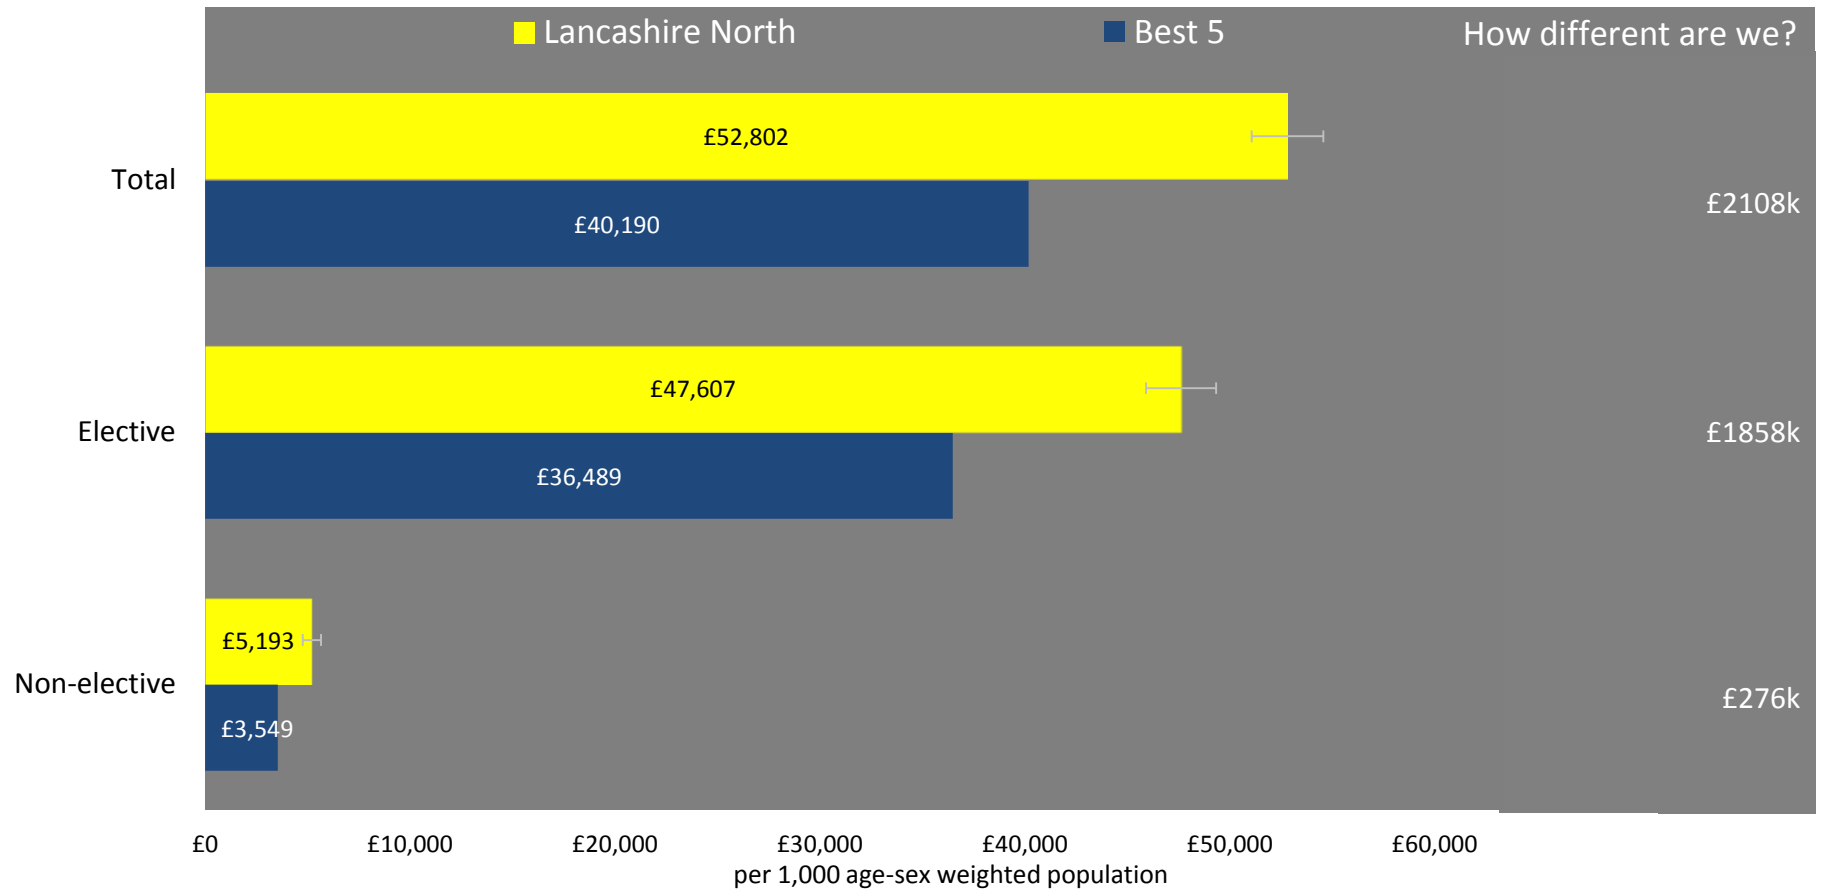 Lancashire North
Best 5
How different are we?
Total
£52,802
£40,190
£2108k
Elective
£47,607
£36,489
£1858k
Non-elective
£5,193
£3,549
£276k
£0
£10,000
£20,000
£30,000
£40,000
£50,000
£60,000
per 1,000 age-sex weighted population